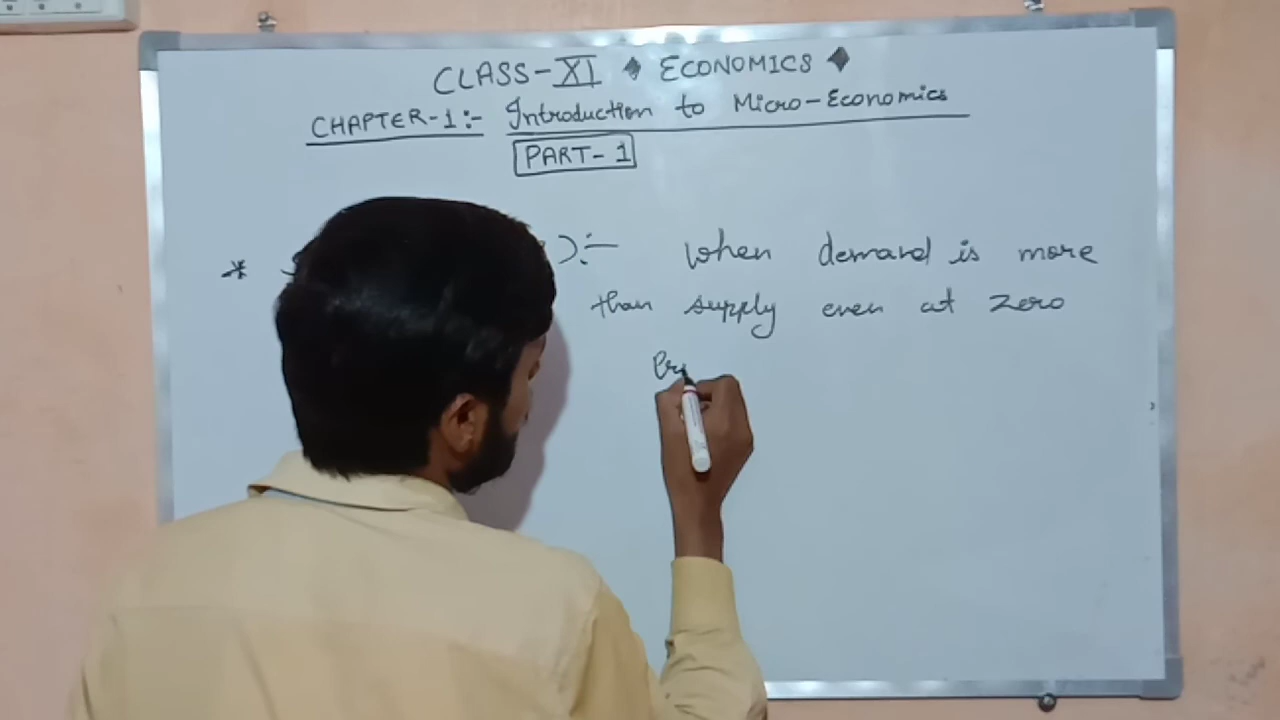 CLASS-XI ◆ ECONOMICS ◆
CHAPTER-1:- Introduction to Micro-Economics
PART-1
* ):- When demand is more
than supply even at zero